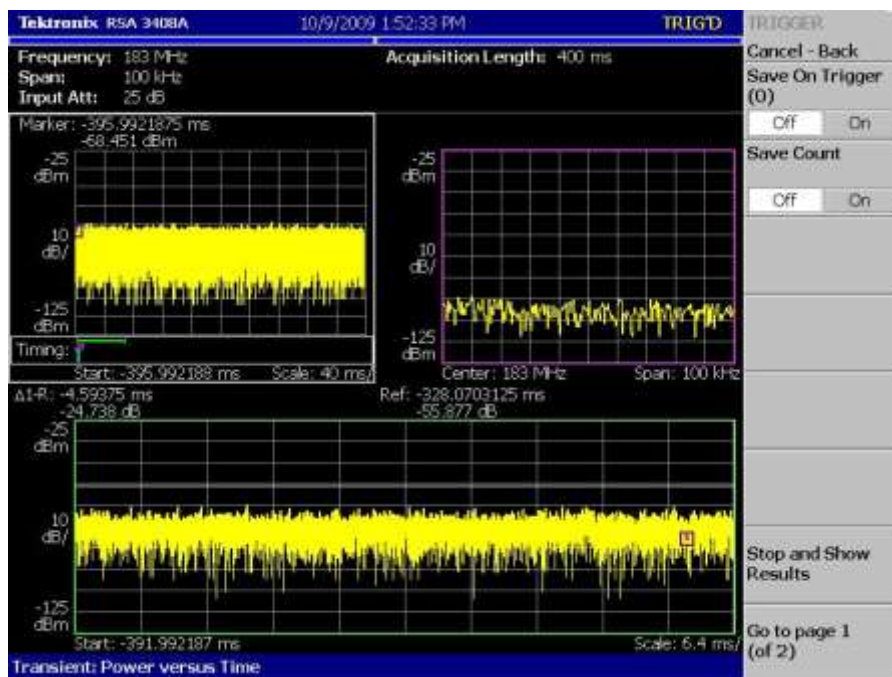 Tektronix RSA 3408A 10/9/2009 1:52:33 PM TRIG'D TRIGGER
Frequency: 183 MHz Acquisition Length: 400 ms
Span: 100 kHz
Input Att: 25 dB
Cancel - Back
Save On Trigger
(0)
Off On
Save Count
Off On
Marker: -395.9921875 ms
-68.451 dBm
-25
dBm
10
dB/
-125
dBm
Timing:
Start: -395.992188 ms Scale: 40 ms/
-25
dBm
10
dB/
-125
dBm
Center: 183 MHz Span: 100 kHz
Δ1-R: -4.59375 ms Ref: -328.0703125 ms
-24.738 dB -55.877 dB
-25
dBm
10
dB/
-125
dBm
Start: -391.992187 ms Scale: 6.4 ms/
Stop and Show
Results
Go to page 1
(of 2)
Transient: Power versus Time